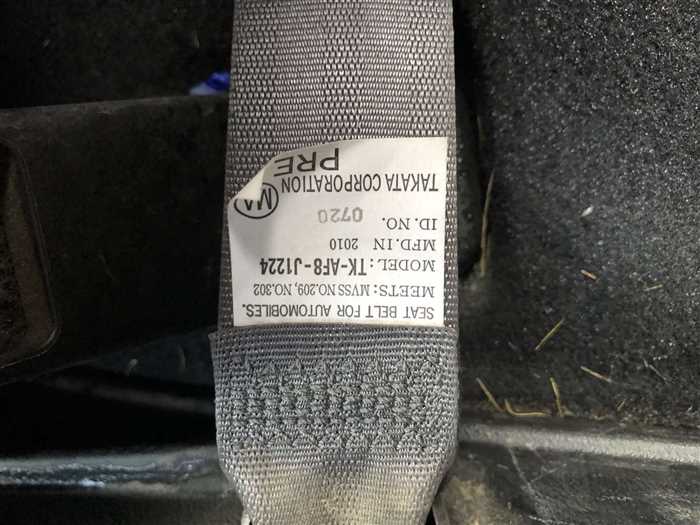 SEAT BELT FOR AUTOMOBILES.
MEETS: MVSS NO.209, NO.302
MODEL: TK-AF8-J1224
MFD.IN 2010
ID.NO. 0720
TAKATA CORPORATION
PRE